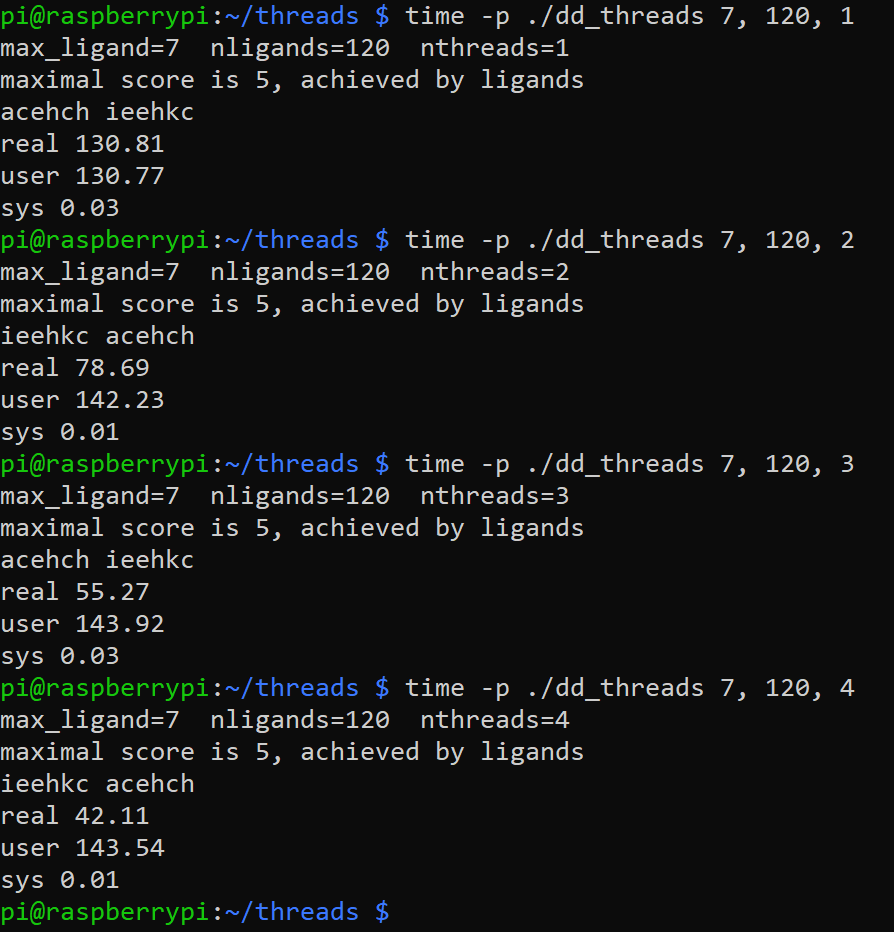 pi@raspberrypi:~/threads $ time -p ./dd_threads 7, 120, 1
max_ligand=7  nligands=120  nthreads=1
maximal score is 5, achieved by ligands
acehch ieehkc
real 130.81
user 130.77
sys 0.03
pi@raspberrypi:~/threads $ time -p ./dd_threads 7, 120, 2
max_ligand=7  nligands=120  nthreads=2
maximal score is 5, achieved by ligands
ieehkc acehch
real 78.69
user 142.23
sys 0.01
pi@raspberrypi:~/threads $ time -p ./dd_threads 7, 120, 3
max_ligand=7  nligands=120  nthreads=3
maximal score is 5, achieved by ligands
acehch ieehkc
real 55.27
user 143.92
sys 0.03
pi@raspberrypi:~/threads $ time -p ./dd_threads 7, 120, 4
max_ligand=7  nligands=120  nthreads=4
maximal score is 5, achieved by ligands
ieehkc acehch
real 42.11
user 143.54
sys 0.01
pi@raspberrypi:~/threads $